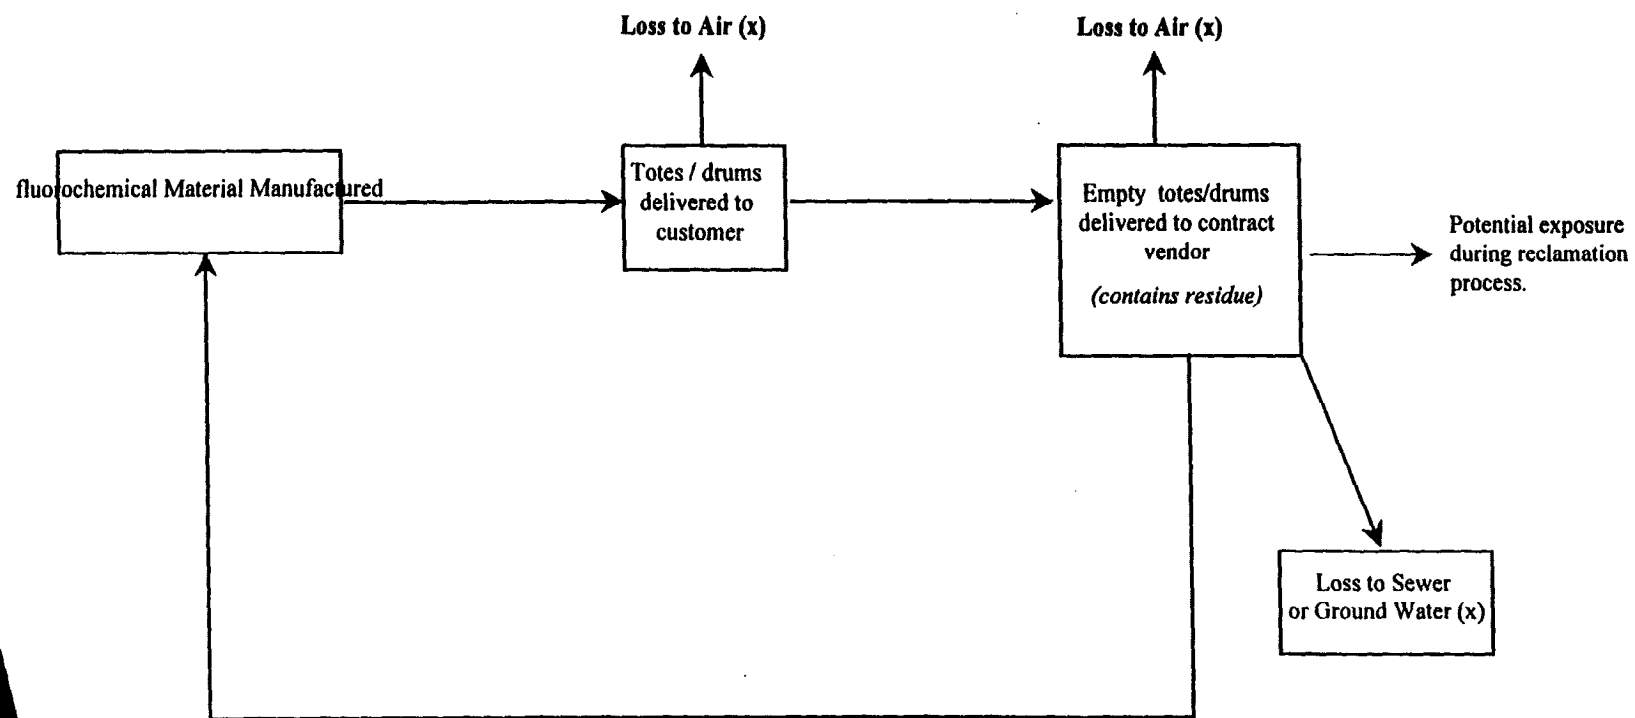 Loss to Air (x)
Loss to Air (x)
fluorochemical Material Manufactured
Totes / drums
delivered to
customer
Empty totes/drums
delivered to contract
vendor
(contains residue)
Potential exposure
during reclamation
process.
Loss to Sewer
or Ground Water (x)